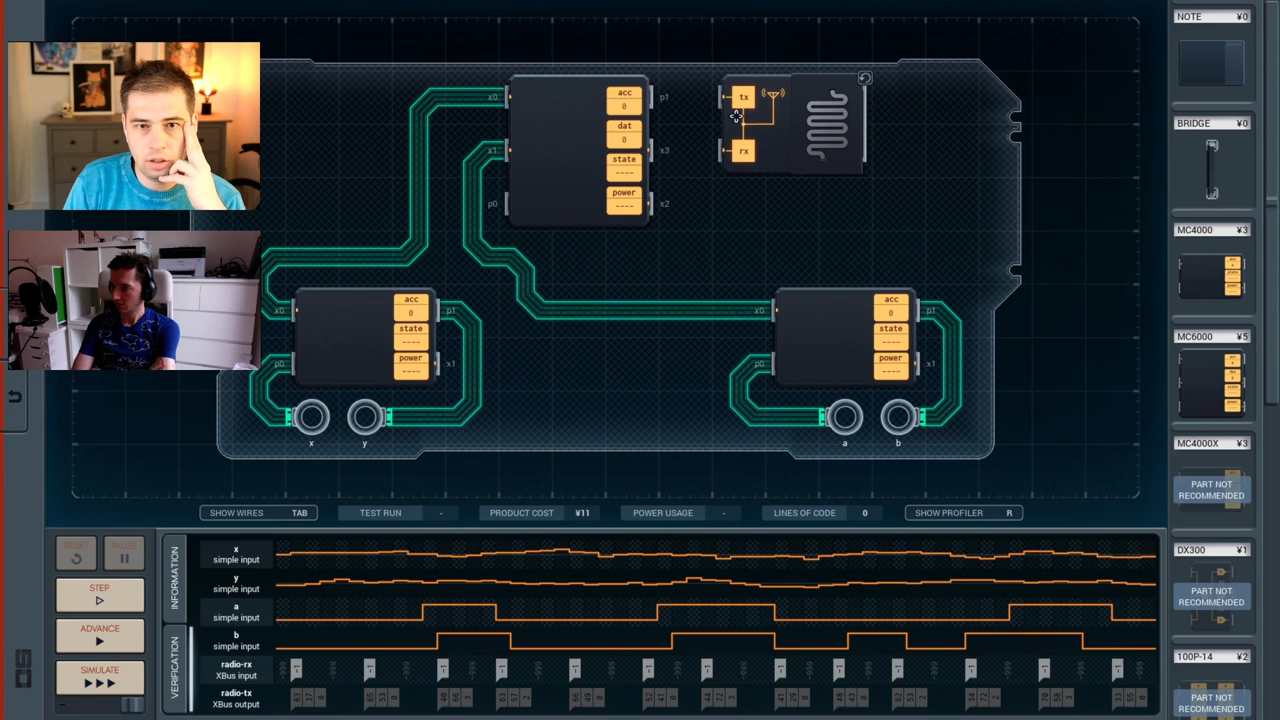 NOTE ¥0
BRIDGE ¥0
MC4000 ¥3
MC6000 ¥5
MC4000X ¥3
PART NOT RECOMMENDED
DX300 ¥1
PART NOT RECOMMENDED
100P-14 ¥2
PART NOT RECOMMENDED
x0
x1
p0
acc
0
dat
0
state
----
power
----
p1
x3
x2
tx
rx
x0
p0
acc
0
state
----
power
----
p1
x1
x y
x0
p0
acc
0
state
----
power
----
p1
x1
a b
SHOW WIRES TAB
TEST RUN -
PRODUCT COST ¥11
POWER USAGE -
LINES OF CODE 0
SHOW PROFILER R
RESET
PAUSE
STEP
ADVANCE
SIMULATE
INFORMATION
VERIFICATION
x
simple input
y
simple input
a
simple input
b
simple input
radio-rx
XBus input
radio-tx
XBus output